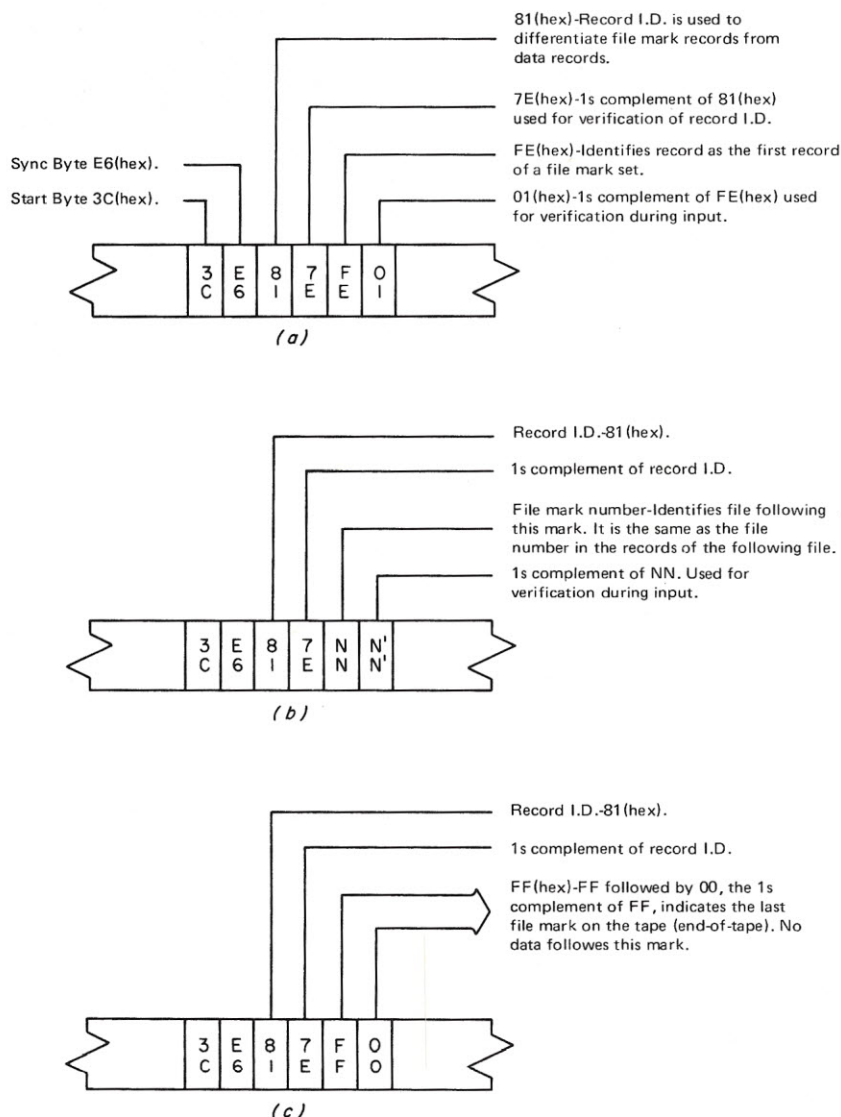 81(hex)-Record I.D. is used to
differentiate file mark records from
data records.
7E(hex)-1s complement of 81(hex)
used for verification of record I.D.
Sync Byte E6(hex).
FE(hex)-Identifies record as the first record
of a file mark set.
Start Byte 3C(hex).
01(hex)-1s complement of FE(hex) used
for verification during input.
3 E 8 7 F 0
C 6 1 E E 1
(a)
Record I.D.-81(hex).
1s complement of record I.D.
File mark number-Identifies file following
this mark. It is the same as the file
number in the records of the following file.
1s complement of NN. Used for
verification during input.
3 E 8 7 N N'
C 6 1 E N N'
(b)
Record I.D.-81(hex).
1s complement of record I.D.
FF(hex)-FF followed by 00, the 1s
complement of FF, indicates the last
file mark on the tape (end-of-tape). No
data followes this mark.
3 E 8 7 F 0
C 6 1 E F 0
(c)